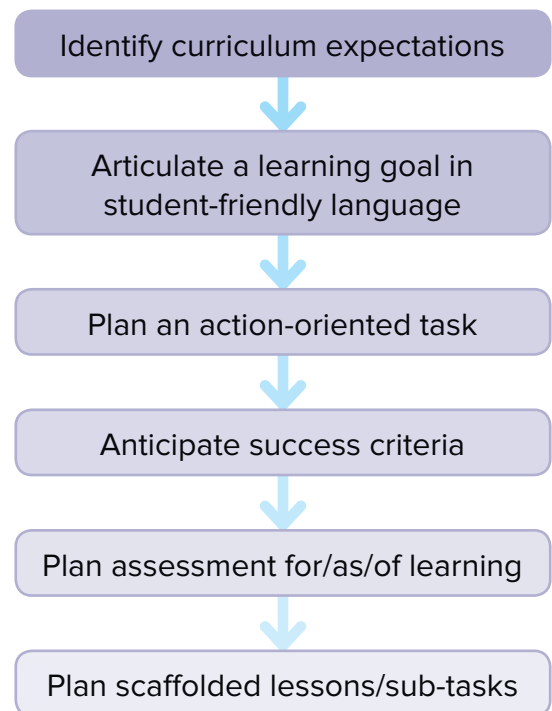 Identify curriculum expectations
Articulate a learning goal in
student-friendly language
Plan an action-oriented task
Anticipate success criteria
Plan assessment for/as/of learning
Plan scaffolded lessons/sub-tasks